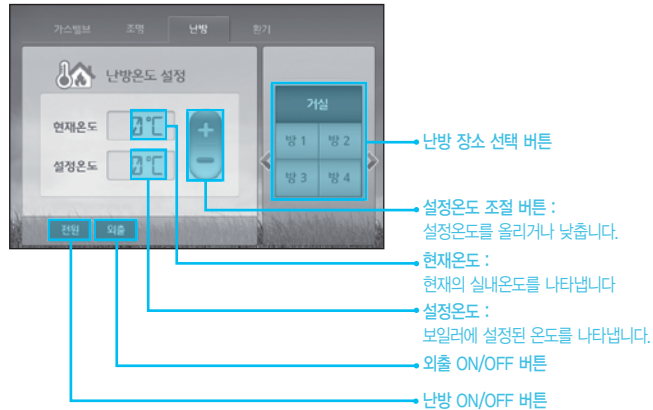 가스밸브 조명 난방 환기
난방온도 설정
현재온도 0℃
설정온도 0℃
+
−
거실
방 1 방 2
방 3 방 4
전원 외출
난방 장소 선택 버튼
설정온도 조절 버튼 :
설정온도를 올리거나 낮춥니다.
현재온도 :
현재의 실내온도를 나타냅니다
설정온도 :
보일러에 설정된 온도를 나타냅니다.
외출 ON/OFF 버튼
난방 ON/OFF 버튼